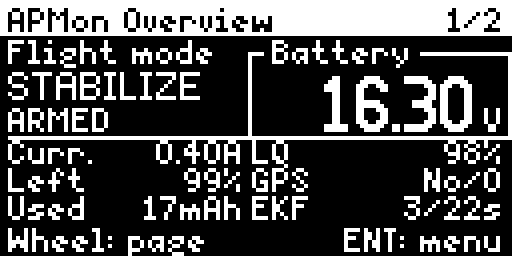 APMon Overview 1/2
Flight mode
STABILIZE
ARMED
Battery
16.30 V
Curr. 0.40A LQ 98%
Left 99% GPS No/0
Used 17mAh EKF 3/22s
Wheel: page ENT: menu